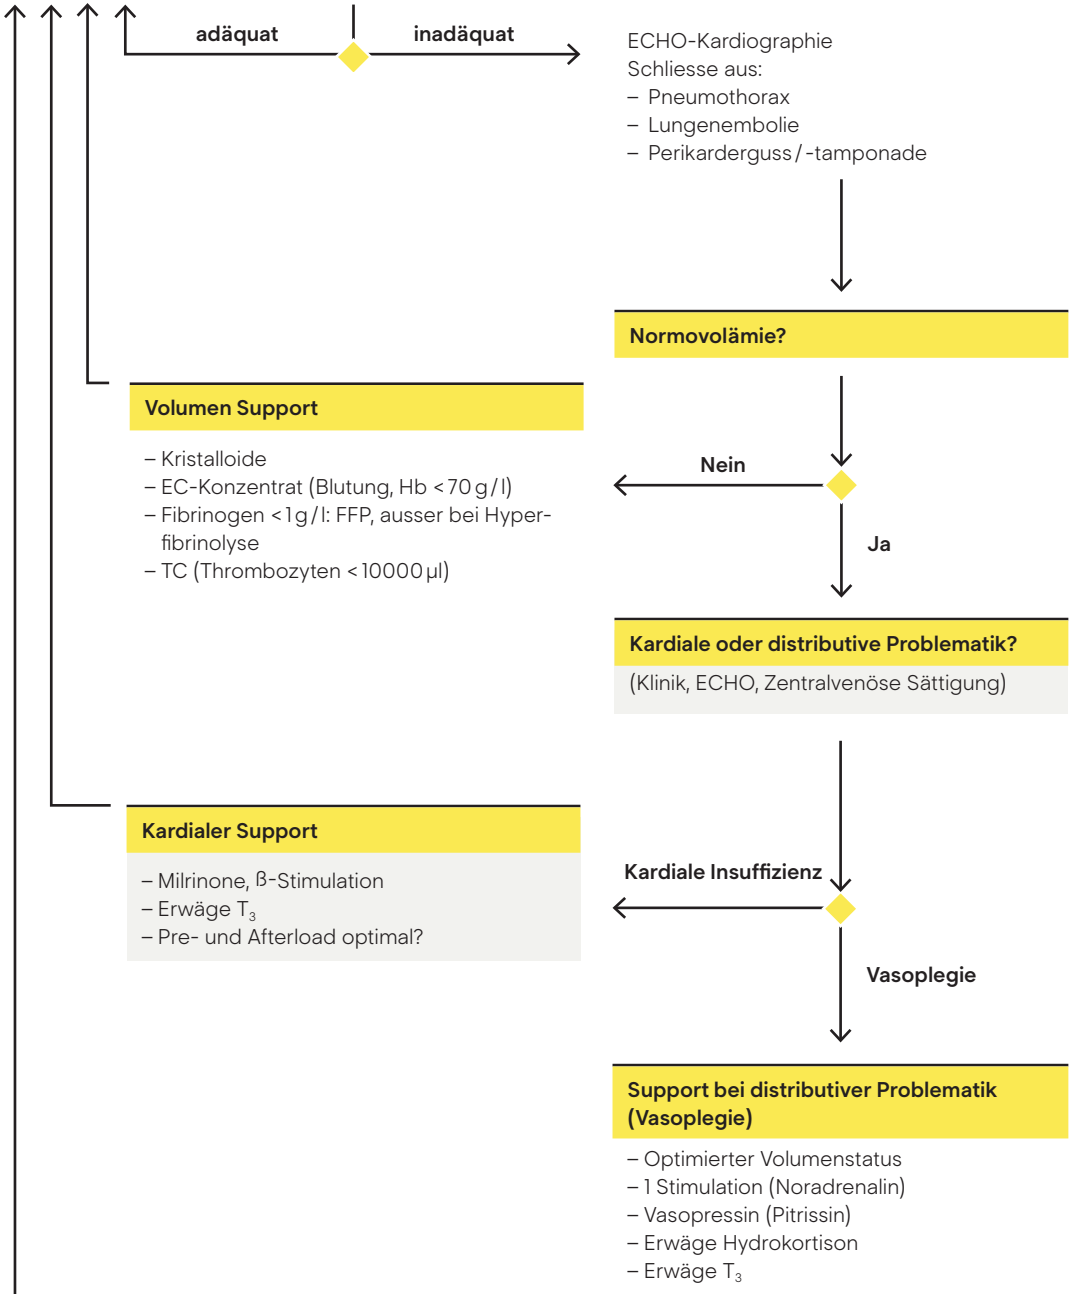 adäquat
inadäquat
ECHO-Kardiographie
Schliesse aus:
– Pneumothorax
– Lungenembolie
– Perikarderguss/-tamponade
Normovolämie?
Volumen Support
– Kristalloide
– EC-Konzentrat (Blutung, Hb <70 g/l)
– Fibrinogen <1 g/l: FFP, ausser bei Hyper-
fibrinolyse
– TC (Thrombozyten <10000 µl)
Nein
Ja
Kardiale oder distributive Problematik?
(Klinik, ECHO, Zentralvenöse Sättigung)
Kardialer Support
– Milrinone, ß-Stimulation
– Erwäge T₃
– Pre- und Afterload optimal?
Kardiale Insuffizienz
Vasoplegie
Support bei distributiver Problematik
(Vasoplegie)
– Optimierter Volumenstatus
– 1 Stimulation (Noradrenalin)
– Vasopressin (Pitrissin)
– Erwäge Hydrokortison
– Erwäge T₃